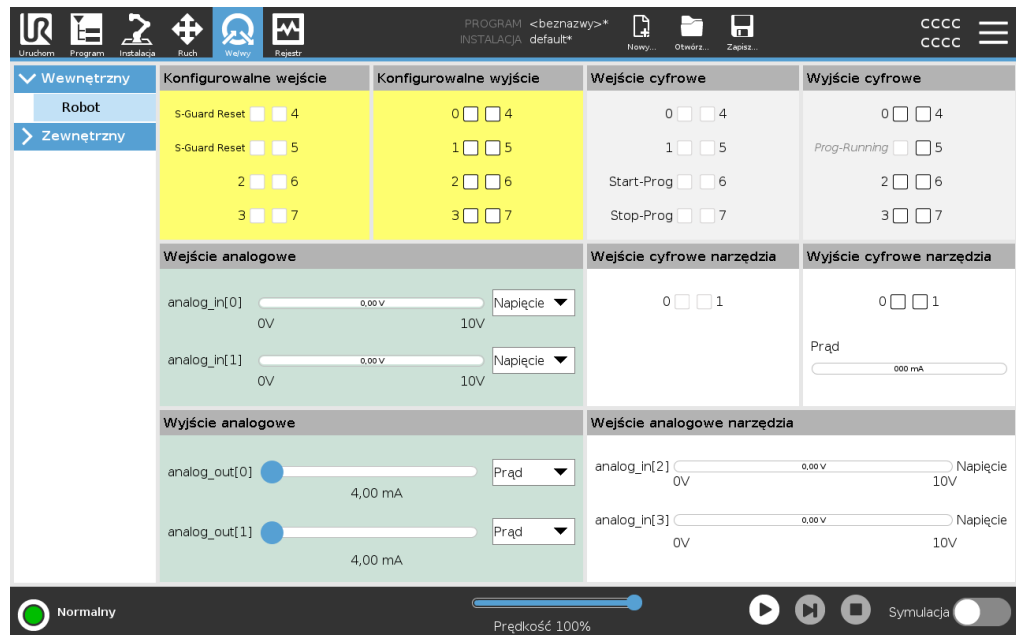 UR
PROGRAM <beznazwy>*
INSTALACJA default*
CCCC
CCCC
Uruchom Program Instalacja Ruch We/wy Rejestr Nowy... Otwórz... Zapisz...
Wewnętrzny
Robot
Zewnętrzny
Konfigurowalne wejście
S-Guard Reset 4
S-Guard Reset 5
2 6
3 7
Konfigurowalne wyjście
0 4
1 5
2 6
3 7
Wejście cyfrowe
0 4
1 5
Start-Prog 6
Stop-Prog 7
Wyjście cyfrowe
0 4
Prog-Running 5
2 6
3 7
Wejście analogowe
analog_in[0] 0,00 V Napięcie
0V 10V
analog_in[1] 0,00 V Napięcie
0V 10V
Wejście cyfrowe narzędzia
0 1
Wyjście cyfrowe narzędzia
0 1
Prąd
000 mA
Wyjście analogowe
analog_out[0] Prąd
4,00 mA
analog_out[1] Prąd
4,00 mA
Wejście analogowe narzędzia
analog_in[2] 0,00 V Napięcie
0V 10V
analog_in[3] 0,00 V Napięcie
0V 10V
Normalny
Prędkość 100%
Symulacja